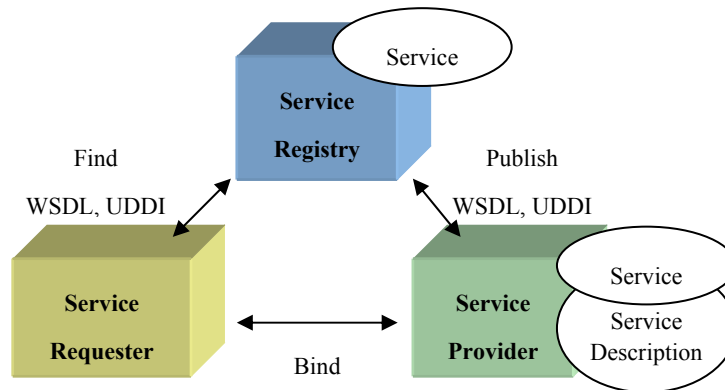 Service
Service
Registry
Find
WSDL, UDDI
Publish
WSDL, UDDI
Service
Requester
Bind
Service
Provider
Service
Service
Description